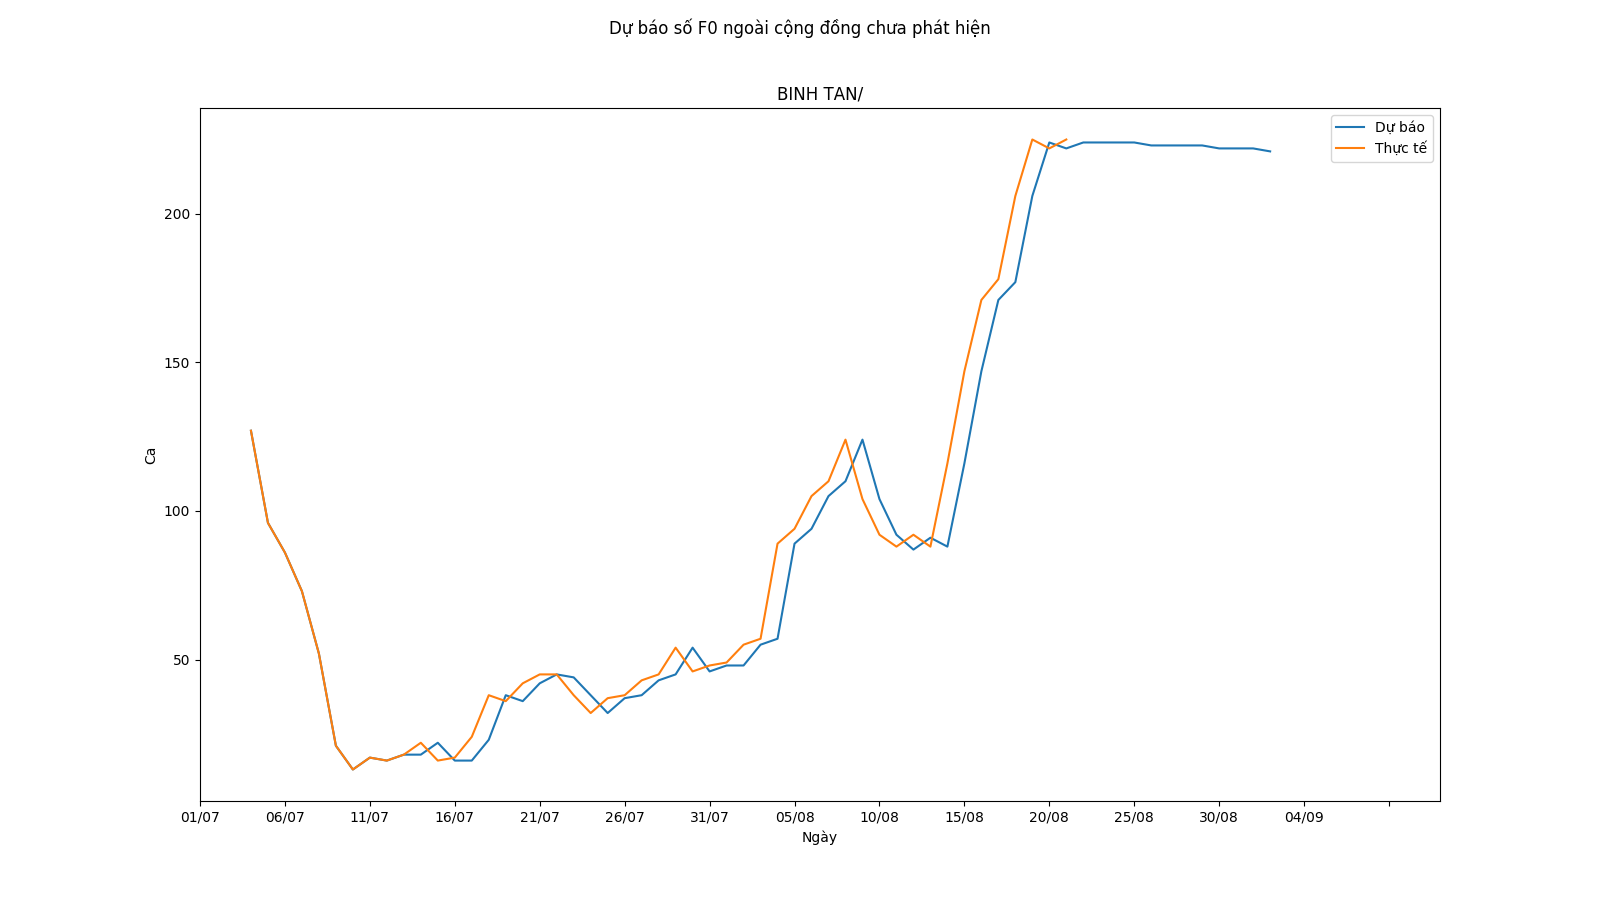 Dự báo số F0 ngoài cộng đồng chưa phát hiện
BINH TAN/
Dự báo
Thực tế
200
150
100
50
Ca
01/07 06/07 11/07 16/07 21/07 26/07 31/07 05/08 10/08 15/08 20/08 25/08 30/08 04/09
Ngày